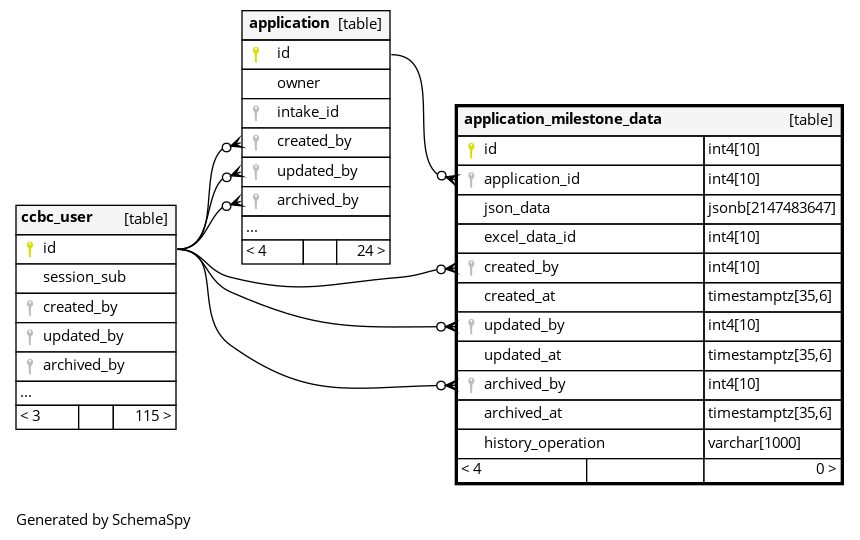 application [table]
id
owner
intake_id
created_by
updated_by
archived_by
...
< 4 24 >
application_milestone_data [table]
id int4[10]
application_id int4[10]
json_data jsonb[2147483647]
excel_data_id int4[10]
created_by int4[10]
created_at timestamptz[35,6]
updated_by int4[10]
updated_at timestamptz[35,6]
archived_by int4[10]
archived_at timestamptz[35,6]
history_operation varchar[1000]
< 4 0 >
ccbc_user [table]
id
session_sub
created_by
updated_by
archived_by
...
< 3 115 >
Generated by SchemaSpy